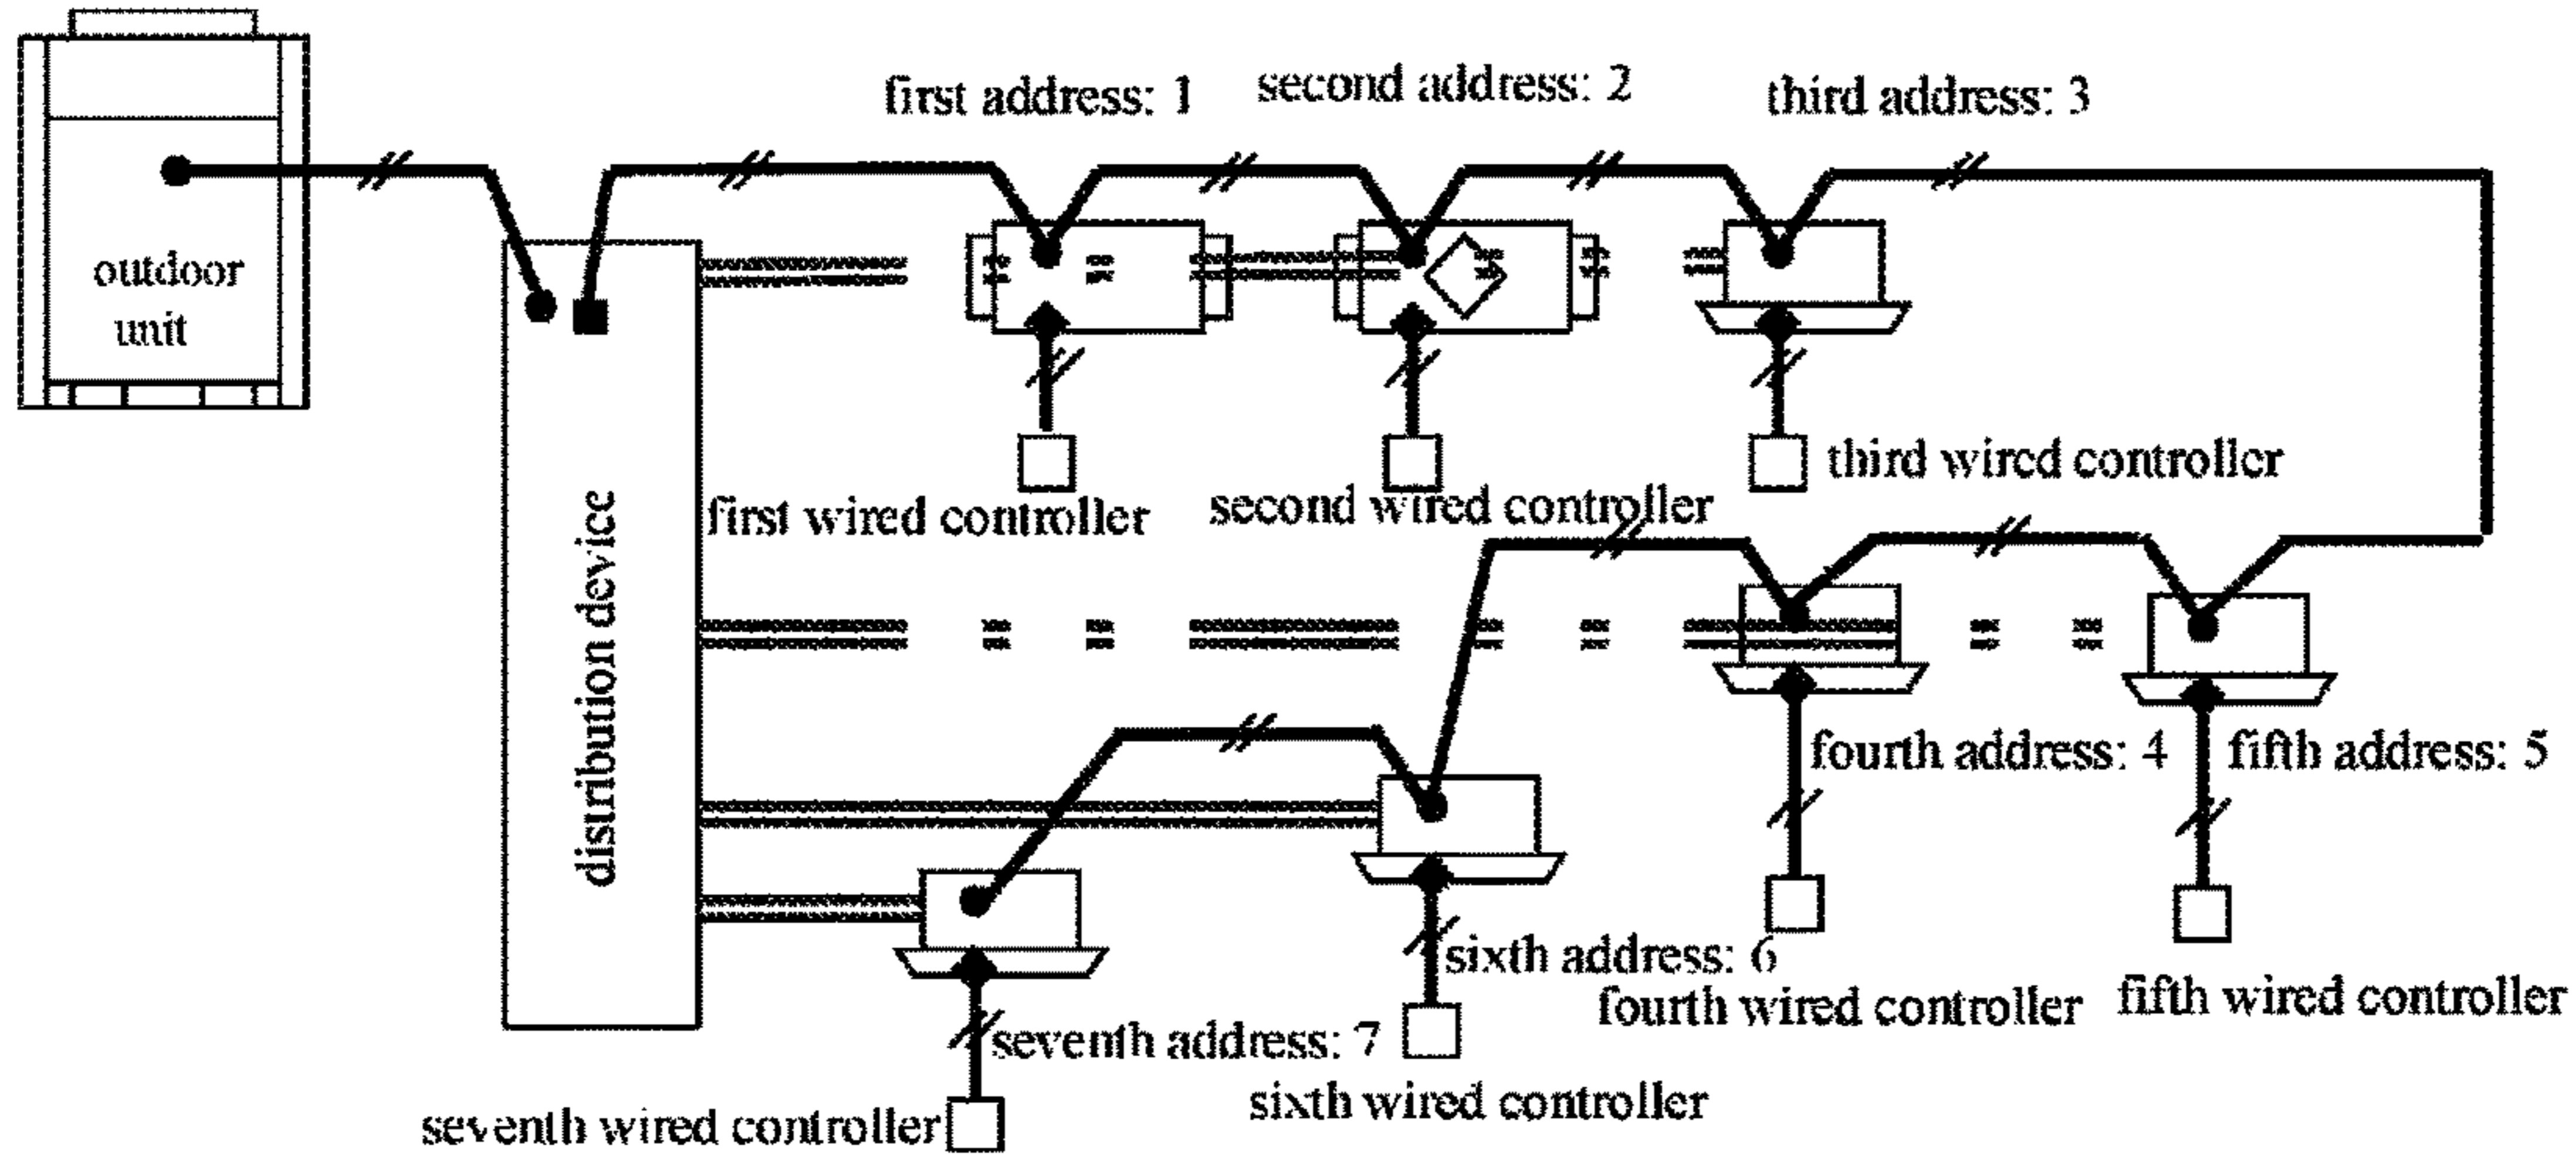 first address: 1
second address: 2
third address: 3
outdoor
unit
third wired controller
first wired controller
second wired controller
distribution device
fourth address: 4
fifth address: 5
sixth address: 6
fourth wired controller
fifth wired controller
seventh address: 7
sixth wired controller
seventh wired controller